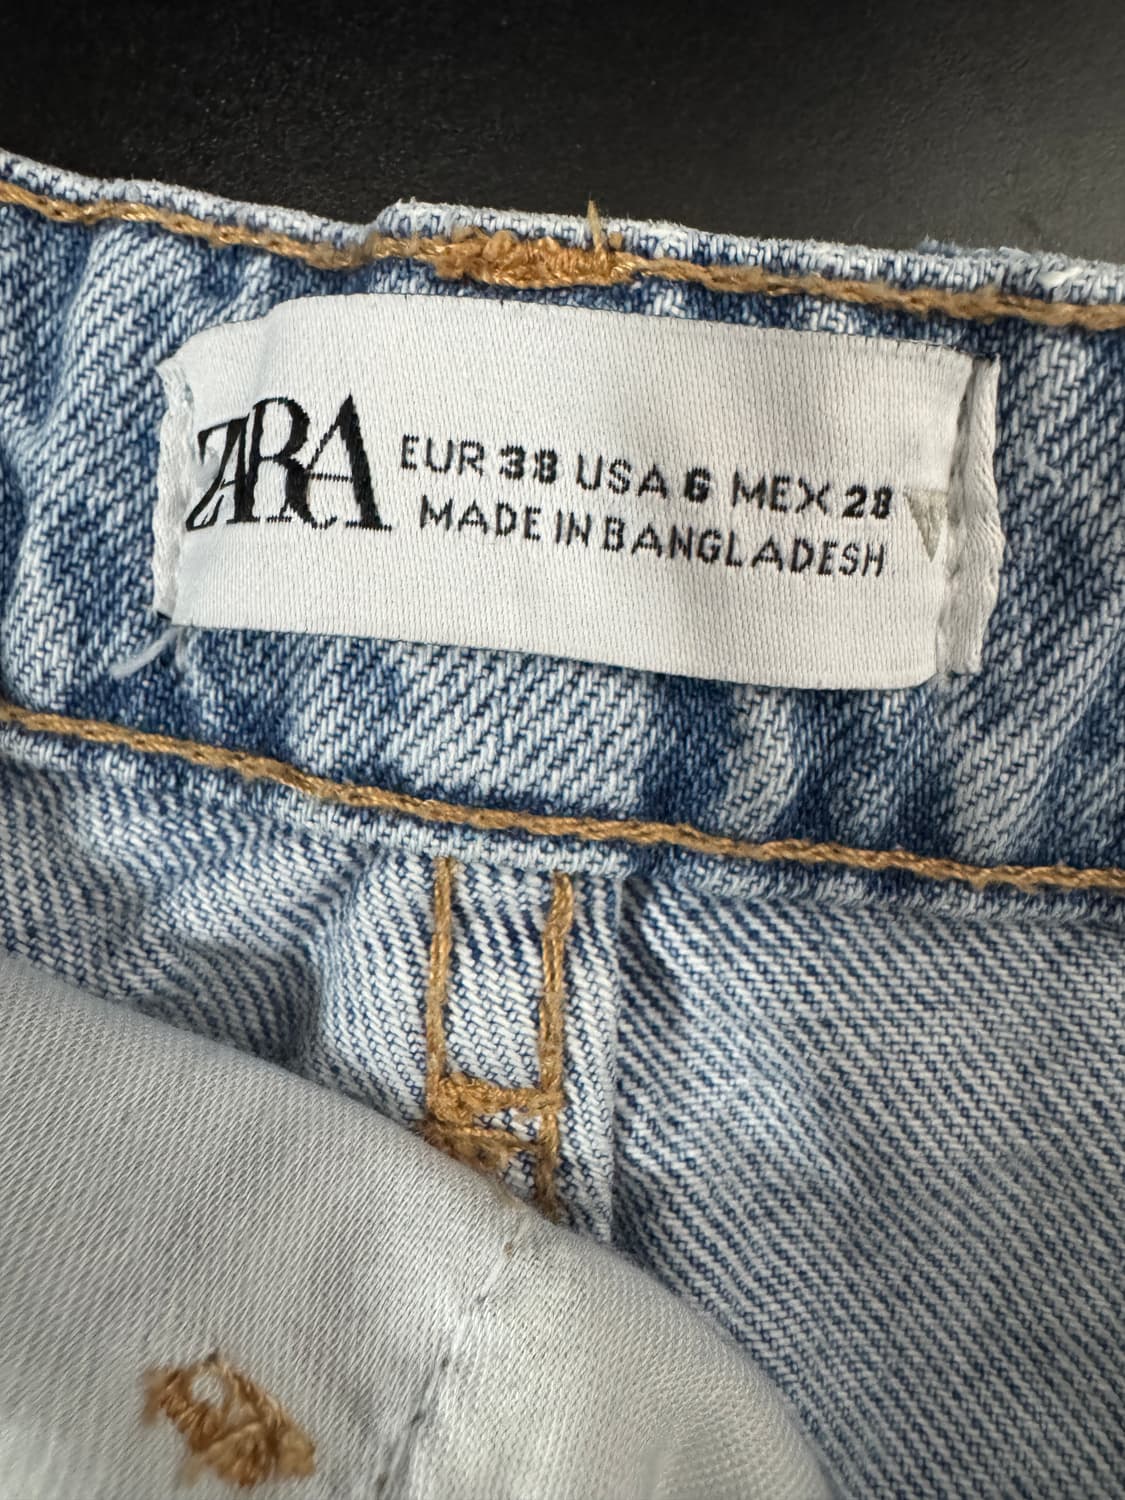 ZARA
EUR 38 USA 6 MEX 28
MADE IN BANGLADESH